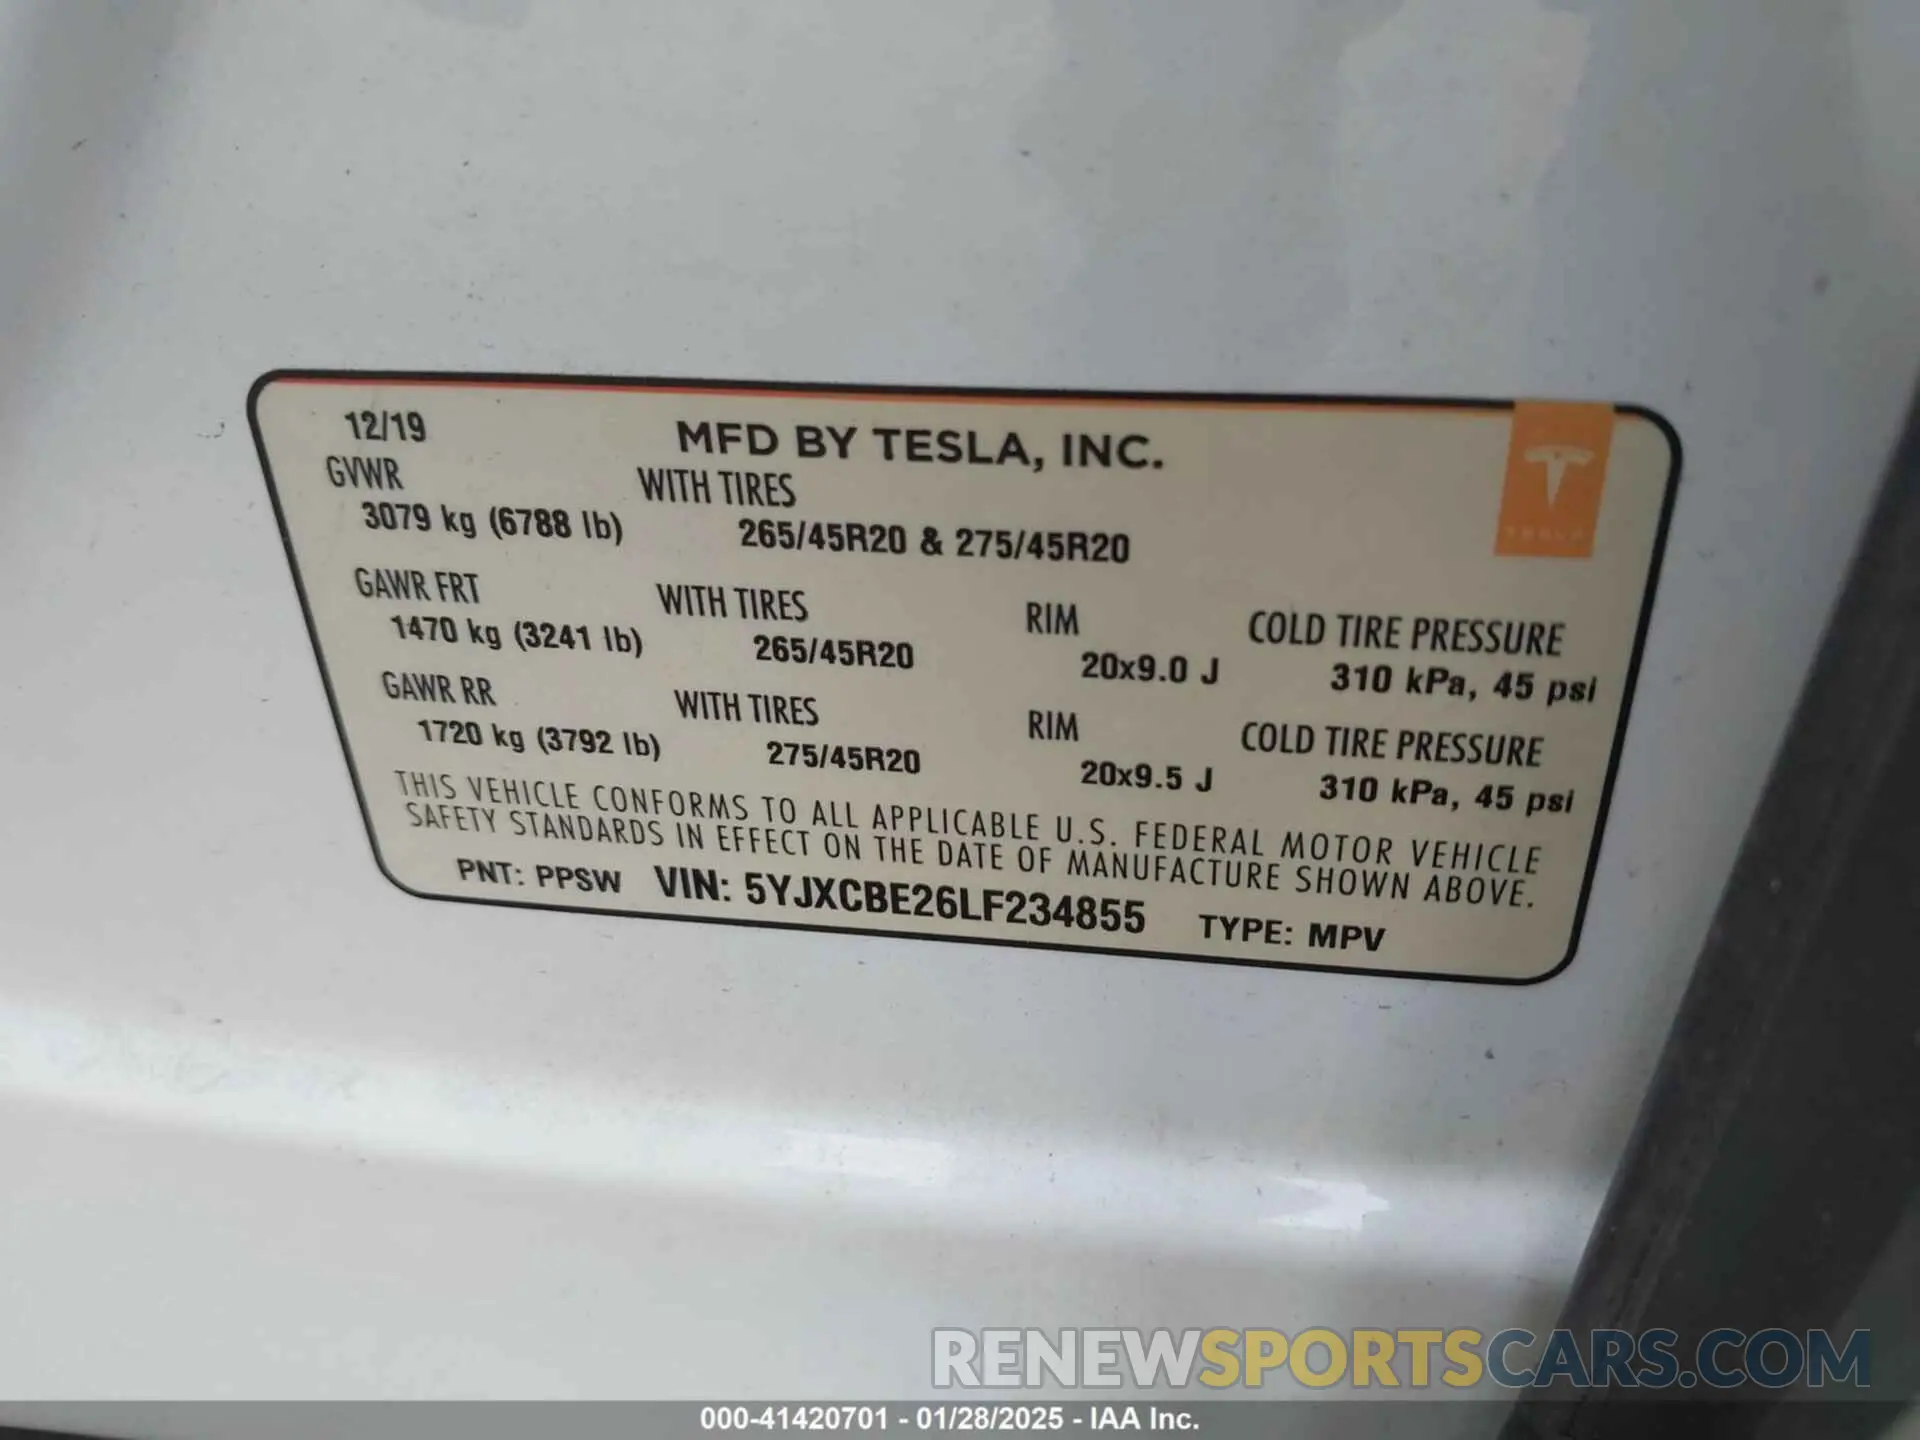 12/19
MFD BY TESLA, INC.
GVWR
WITH TIRES
3079 kg (6788 lb)
265/45R20 & 275/45R20
TESLA
GAWR FRT
WITH TIRES
RIM
COLD TIRE PRESSURE
1470 kg (3241 lb)
265/45R20
20x9.0 J
310 kPa, 45 psi
GAWR RR
WITH TIRES
RIM
COLD TIRE PRESSURE
1720 kg (3792 lb)
275/45R20
20x9.5 J
310 kPa, 45 psi
THIS VEHICLE CONFORMS TO ALL APPLICABLE U.S. FEDERAL MOTOR VEHICLE
SAFETY STANDARDS IN EFFECT ON THE DATE OF MANUFACTURE SHOWN ABOVE.
PNT: PPSW VIN: 5YJXCBE26LF234855 TYPE: MPV
RENEWSPORTSCARS.COM
000-41420701 - 01/28/2025 - IAA Inc.